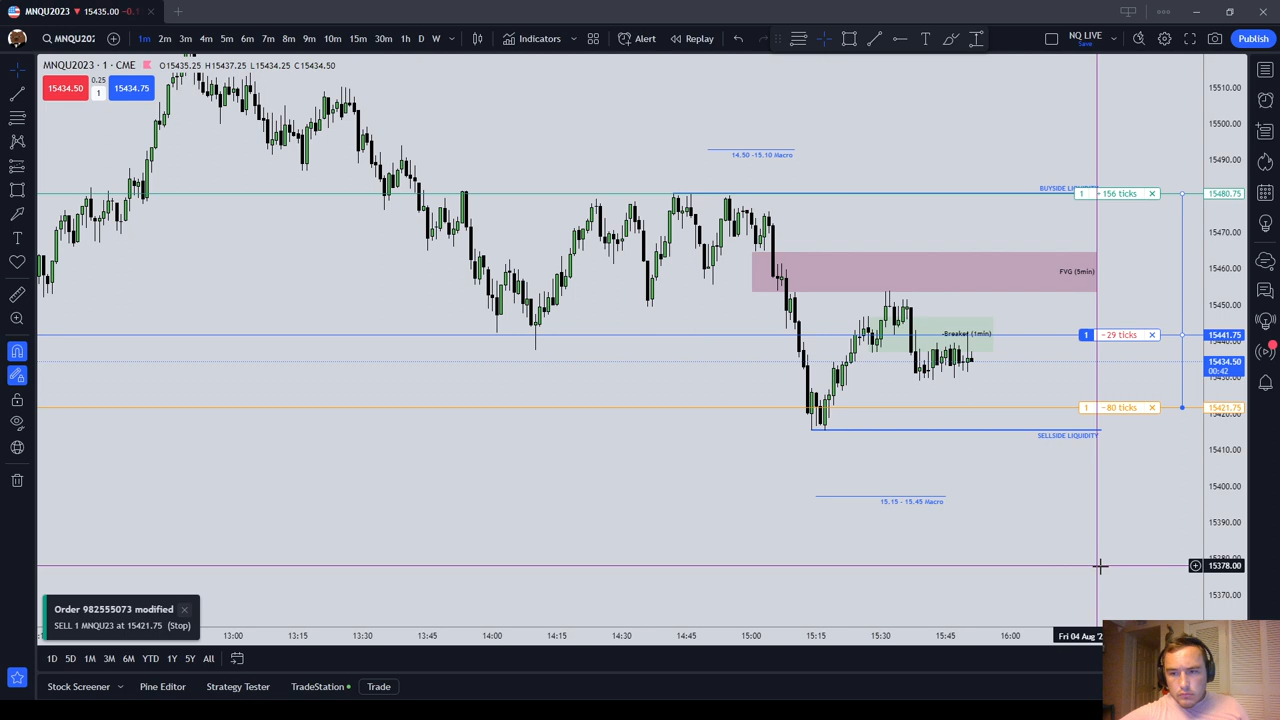 MNQU2023 15435.00 -0.1
MNQU202 1m 2m 3m 4m 5m 6m 7m 8m 9m 10m 15m 30m 1h D W Indicators Alert Replay NQ LIVE Save Publish
MNQU2023 · 1 · CME O15435.25 H15437.25 L15434.25 C15434.50
15434.50 0.25 1 15434.75
15510.00
15500.00
15490.00
14.50 -15.10 Macro
BUYSIDE
1 156 ticks 15480.75
15470.00
15460.00
FVG (5min)
15450.00
-Breaker (1min)
1 −29 ticks 15441.75
15434.50
00:42
1 −80 ticks 15421.75
SELLSIDE LIQUIDITY
15410.00
15400.00
15.15 - 15.45 Macro
15390.00
15378.00
15370.00
Order 982555073 modified
SELL 1 MNQU23 at 15421.75 (Stop)
13:00 13:15 13:30 13:45 14:00 14:15 14:30 14:45 15:00 15:15 15:30 15:45 16:00 Fri 04 Aug '2
1D 5D 1M 3M 6M YTD 1Y 5Y All
Stock Screener Pine Editor Strategy Tester TradeStation Trade